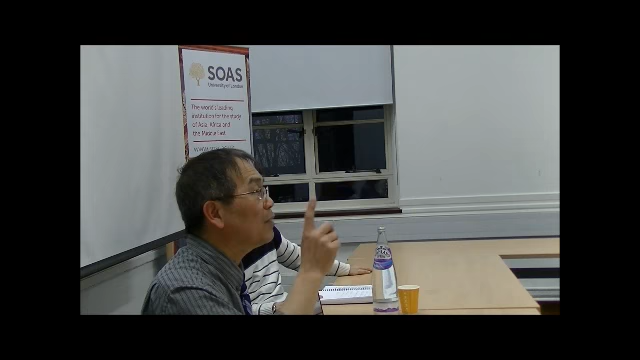 SOAS
University of London
The world's leading
institution for the study
of Asia, Africa and
the Middle East